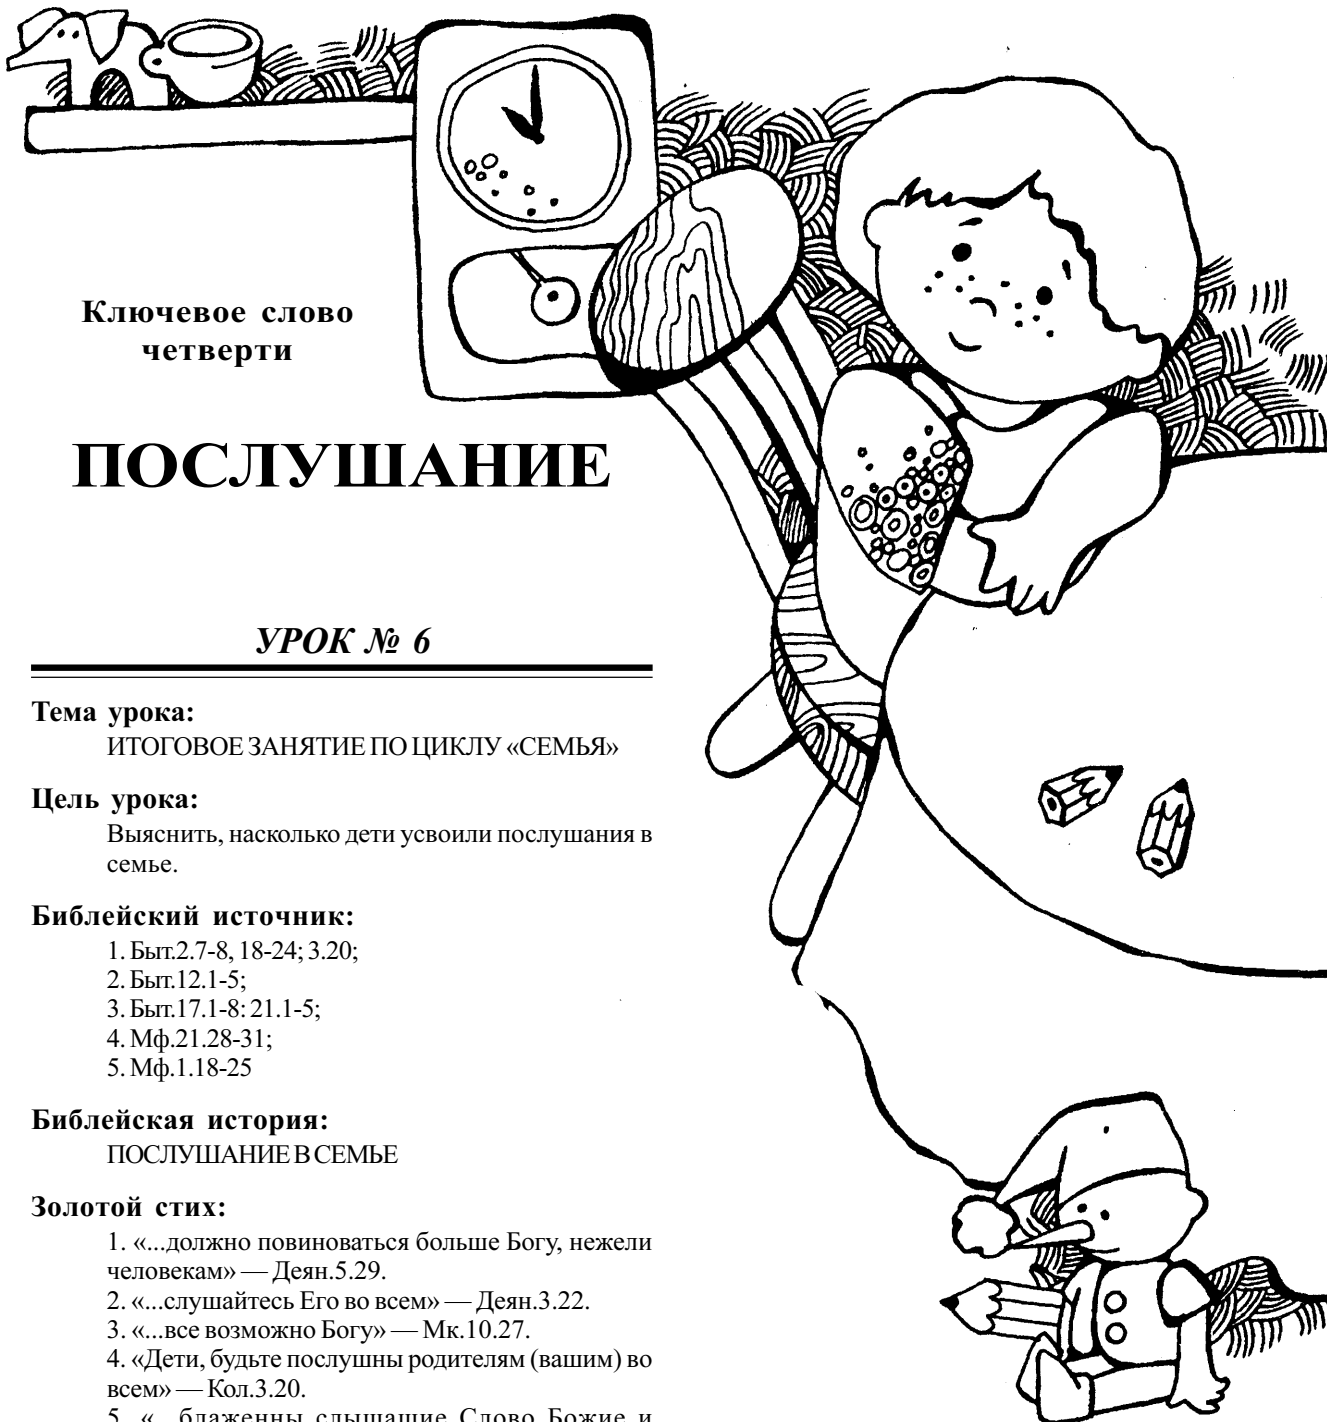 Ключевое слово
четверти
ПОСЛУШАНИЕ
УРОК № 6
Тема урока:
ИТОГОВОЕ ЗАНЯТИЕ ПО ЦИКЛУ «СЕМЬЯ»
Цель урока:
Выяснить, насколько дети усвоили послушания в
семье.
Библейский источник:
1. Быт.2.7-8, 18-24; 3.20;
2. Быт.12.1-5;
3. Быт.17.1-8: 21.1-5;
4. Мф.21.28-31;
5. Мф.1.18-25
Библейская история:
ПОСЛУШАНИЕ В СЕМЬЕ
Золотой стих:
1. «...должно повиноваться больше Богу, нежели
человекам» — Деян.5.29.
2. «...слушайтесь Его во всем» — Деян.3.22.
3. «...все возможно Богу» — Мк.10.27.
4. «Дети, будьте послушны родителям (вашим) во
всем» — Кол.3.20.
5. «...блаженны слышащие Слово Божие и